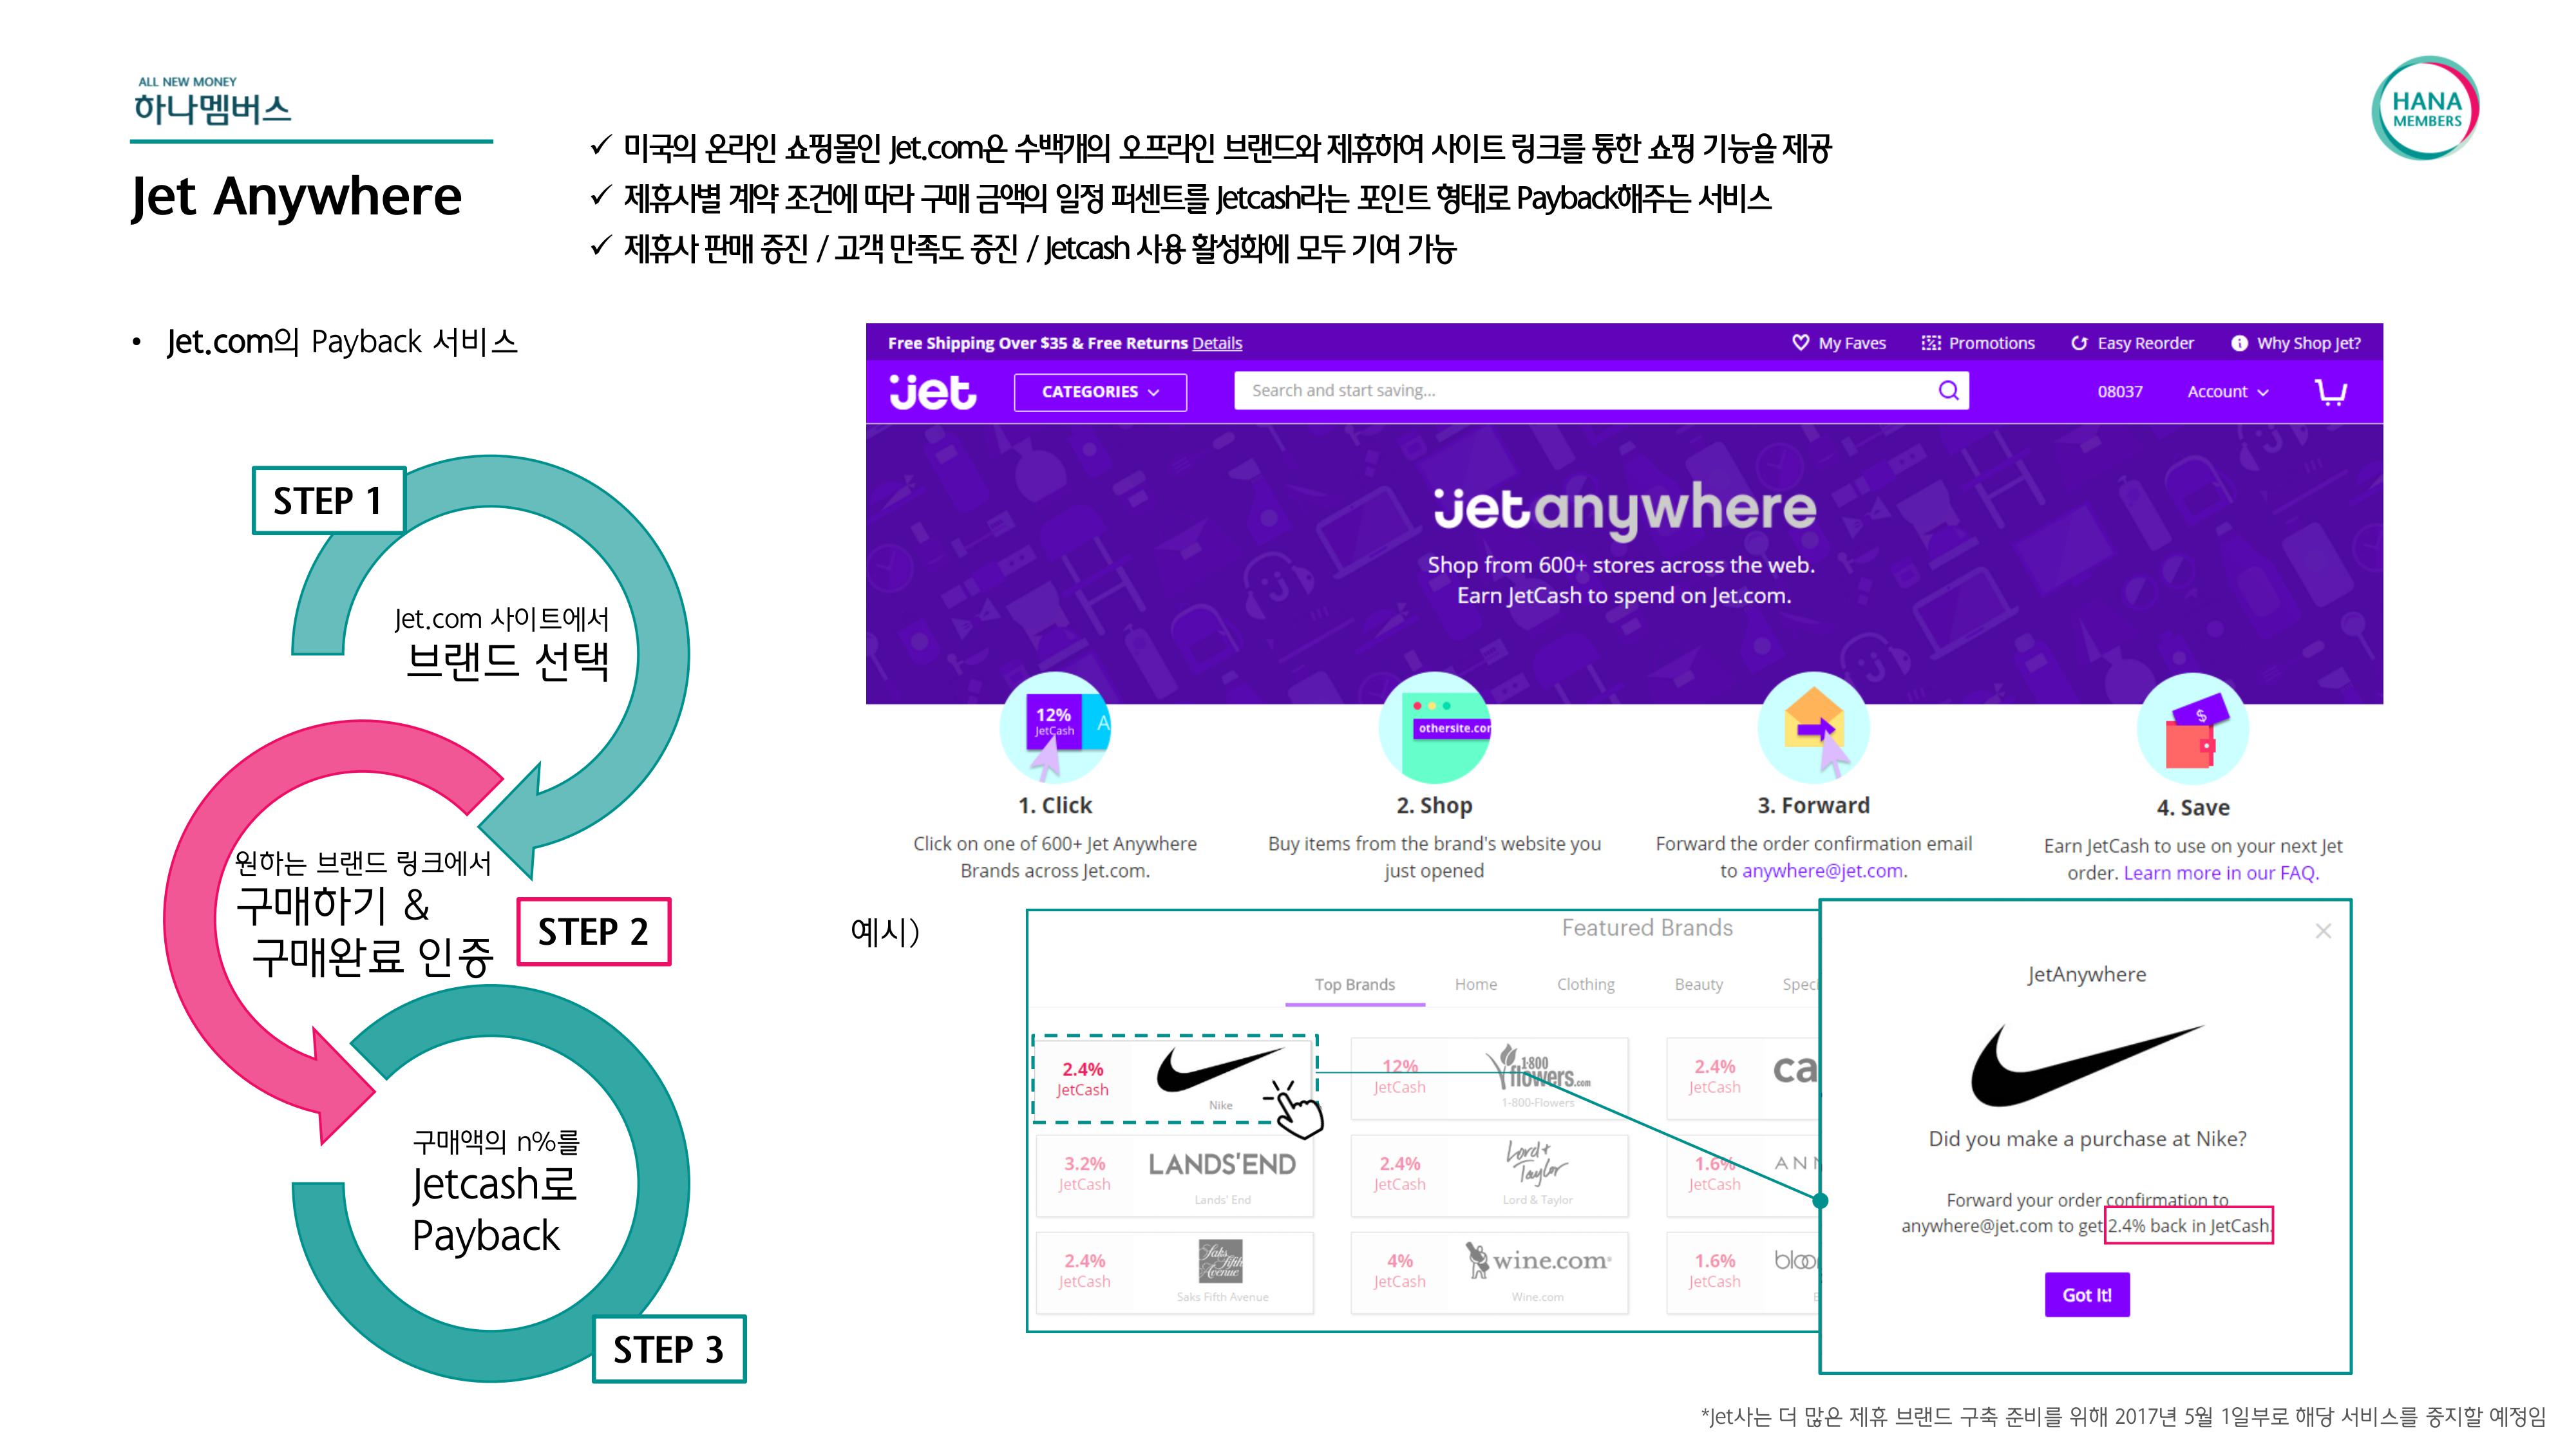 ALL NEW MONEY
하나멤버스
HANA
MEMBERS
Jet Anywhere
✓ 미국의 온라인 쇼핑몰인 Jet.com은 수백개의 오프라인 브랜드와 제휴하여 사이트 링크를 통한 쇼핑 기능을 제공
✓ 제휴사별 계약 조건에 따라 구매 금액의 일정 퍼센트를 Jetcash라는 포인트 형태로 Payback해주는 서비스
✓ 제휴사 판매 증진 / 고객 만족도 증진 / Jetcash 사용 활성화에 모두 기여 가능
• Jet.com의 Payback 서비스
STEP 1
Jet.com 사이트에서
브랜드 선택
원하는 브랜드 링크에서
구매하기 &
구매완료 인증
STEP 2
구매액의 n%를
Jetcash로
Payback
STEP 3
Free Shipping Over $35 & Free Returns Details
My Faves
Promotions
Easy Reorder
Why Shop Jet?
jet
CATEGORIES
Search and start saving...
08037
Account
jetanywhere
Shop from 600+ stores across the web.
Earn JetCash to spend on Jet.com.
12%
JetCash
A
1. Click
Click on one of 600+ Jet Anywhere
Brands across Jet.com.
othersite.cor
2. Shop
Buy items from the brand's website you
just opened
3. Forward
Forward the order confirmation email
to anywhere@jet.com.
$
4. Save
Earn JetCash to use on your next Jet
order. Learn more in our FAQ.
예시)
Featured Brands
Top Brands
Home
Clothing
Beauty
Speci
2.4%
JetCash
Nike
12%
JetCash
1·800
flowers.com
1-800-Flowers
2.4%
JetCash
ca
3.2%
JetCash
LANDS'END
Lands' End
2.4%
JetCash
Lord +
Taylor
Lord & Taylor
1.6%
JetCash
ANN
2.4%
JetCash
Saks
Fifth
Avenue
Saks Fifth Avenue
4%
JetCash
wine.com
Wine.com
1.6%
JetCash
bloo
JetAnywhere
Did you make a purchase at Nike?
Forward your order confirmation to
anywhere@jet.com to get 2.4% back in JetCash.
Got It!
*Jet사는 더 많은 제휴 브랜드 구축 준비를 위해 2017년 5월 1일부로 해당 서비스를 중지할 예정임